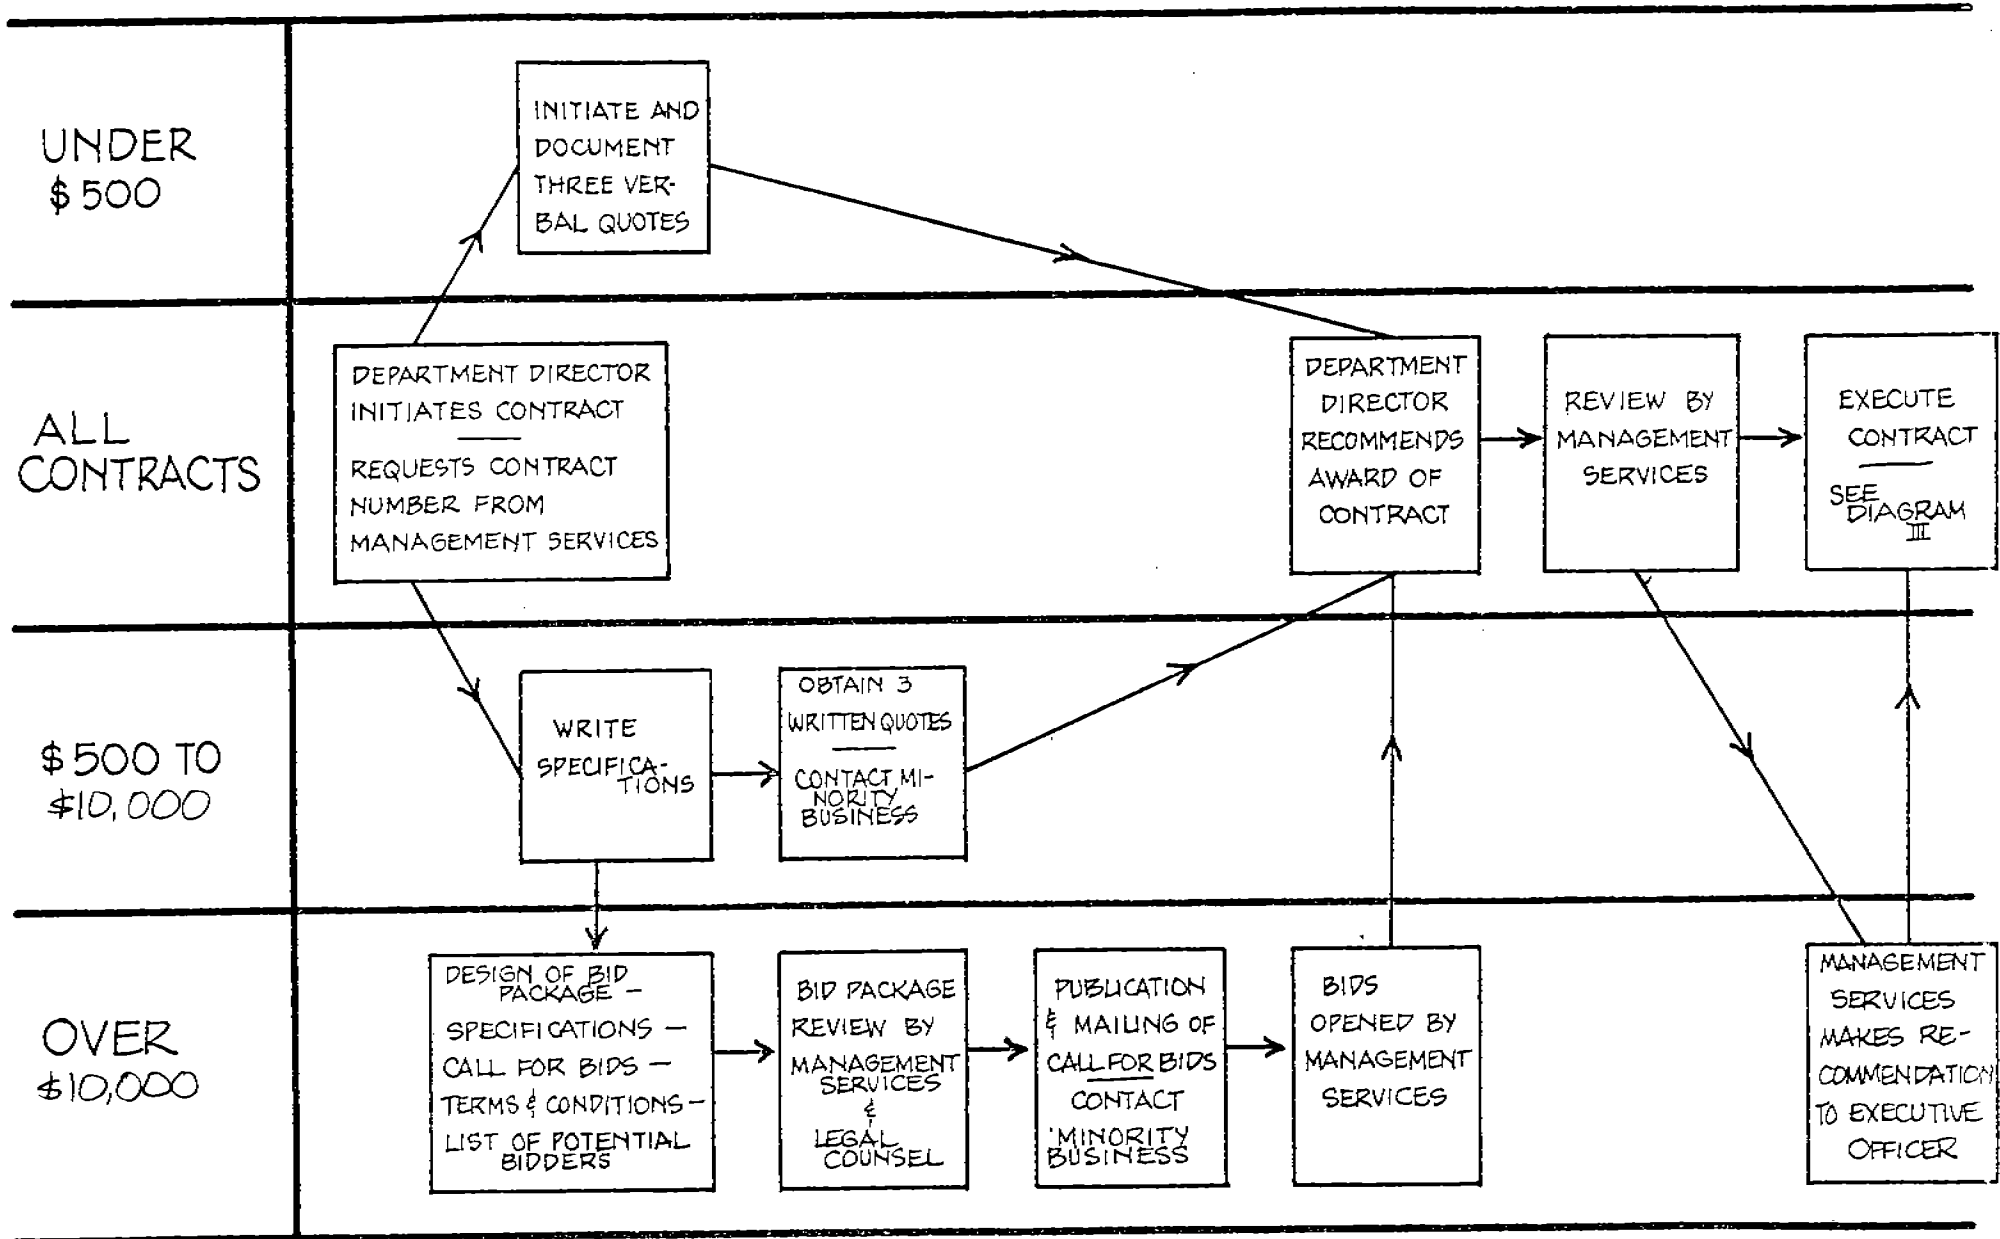 UNDER
$500
INITIATE AND
DOCUMENT
THREE VER-
BAL QUOTES
ALL
CONTRACTS
DEPARTMENT DIRECTOR
INITIATES CONTRACT
REQUESTS CONTRACT
NUMBER FROM
MANAGEMENT SERVICES
DEPARTMENT
DIRECTOR
RECOMMENDS
AWARD OF
CONTRACT
REVIEW BY
MANAGEMENT
SERVICES
EXECUTE
CONTRACT
SEE
DIAGRAM
III
$500 TO
$10,000
WRITE
SPECIFICA-
TIONS
OBTAIN 3
WRITTEN QUOTES
CONTACT MI-
NORITY
BUSINESS
OVER
$10,000
DESIGN OF BID
PACKAGE –
SPECIFICATIONS –
CALL FOR BIDS –
TERMS & CONDITIONS –
LIST OF POTENTIAL
BIDDERS
BID PACKAGE
REVIEW BY
MANAGEMENT
SERVICES
&
LEGAL
COUNSEL
PUBLICATION
& MAILING OF
CALL FOR BIDS
CONTACT
MINORITY
BUSINESS
BIDS
OPENED BY
MANAGEMENT
SERVICES
MANAGEMENT
SERVICES
MAKES RE-
COMMENDATION
TO EXECUTIVE
OFFICER